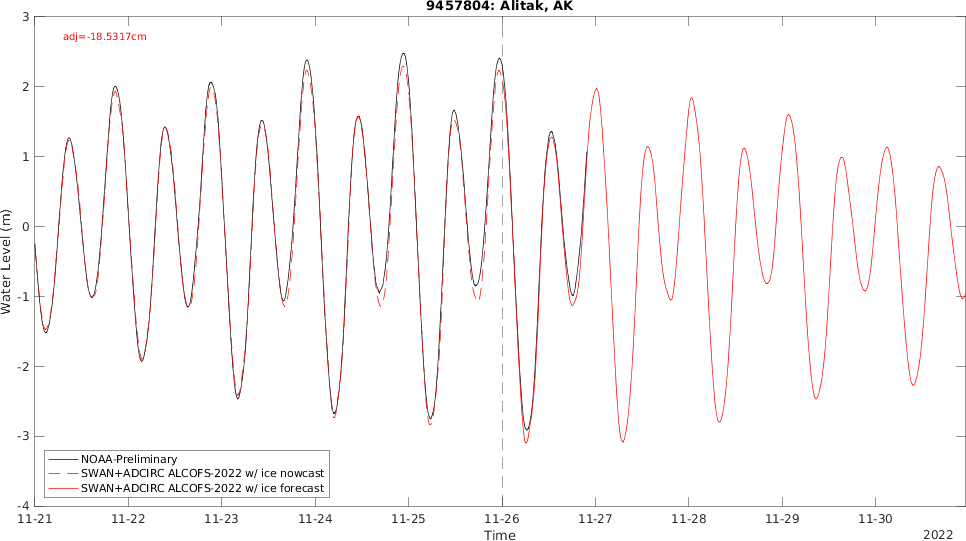 9457804: Alitak, AK
adj=-18.5317cm
3
2
1
0
-1
-2
-3
-4
Water Level (m)
NOAA-Preliminary
SWAN+ADCIRC ALCOFS-2022 w/ ice nowcast
SWAN+ADCIRC ALCOFS-2022 w/ ice forecast
11-21 11-22 11-23 11-24 11-25 11-26 11-27 11-28 11-29 11-30
Time
2022